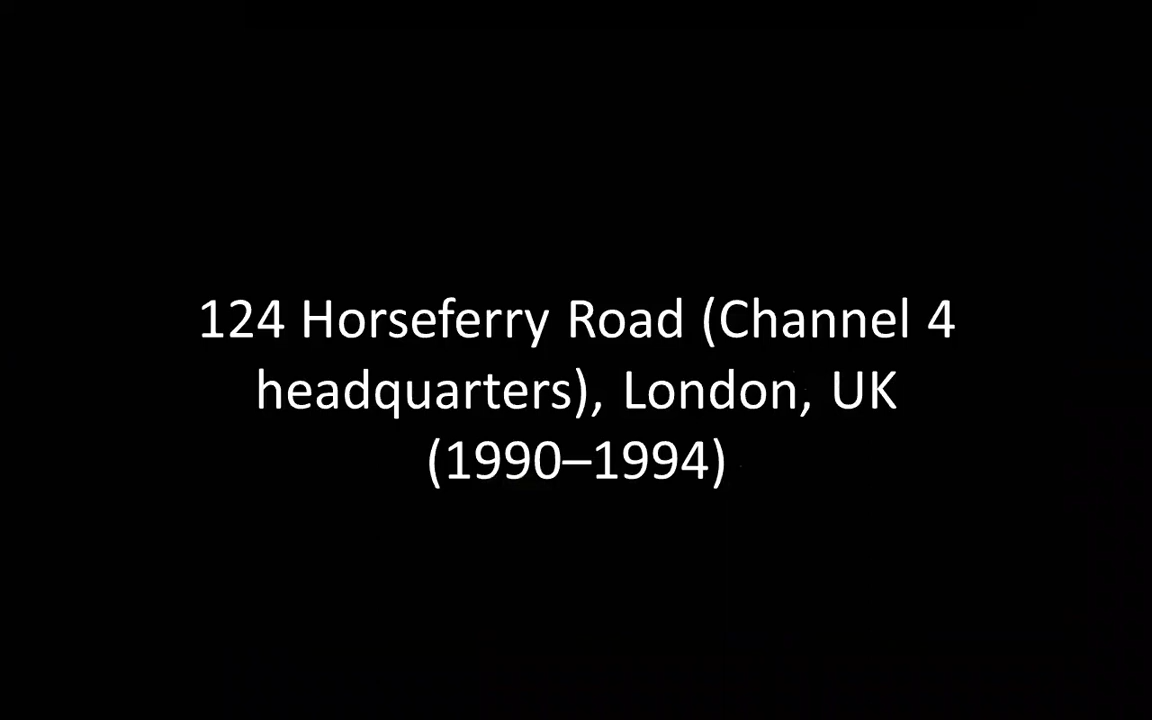 124 Horseferry Road (Channel 4
headquarters), London, UK
(1990–1994)